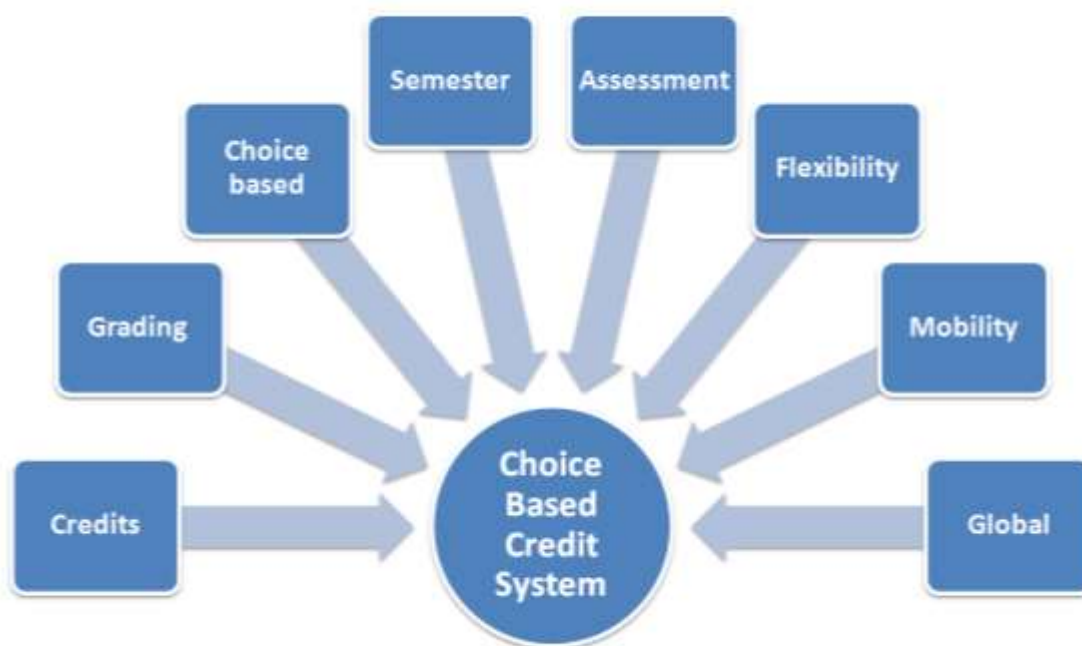 Semester
Assessment
Choice
based
Flexibility
Grading
Mobility
Credits
Choice
Based
Credit
System
Global